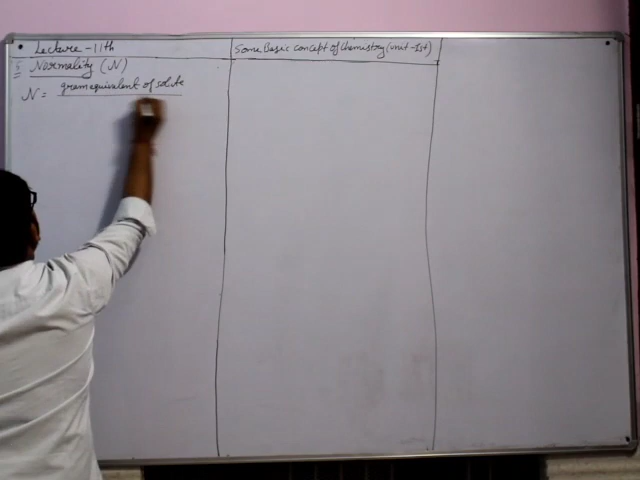 Lecture - 11th
Some Basic concept of Chemistry (unit - Ist)
Normality (N)
N = gram equivalent of solute